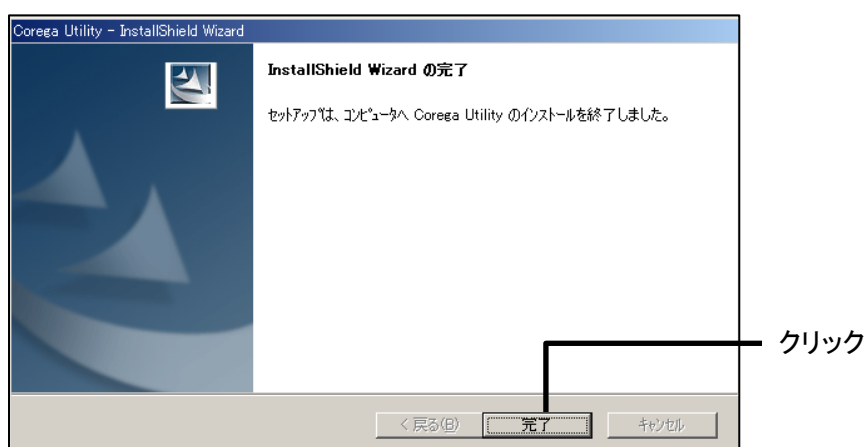 Corega Utility - InstallShield Wizard
InstallShield Wizard の完了
セットアップは、コンピュータへ Corega Utility のインストールを終了しました。
クリック
< 戻る(B) 完了 キャンセル